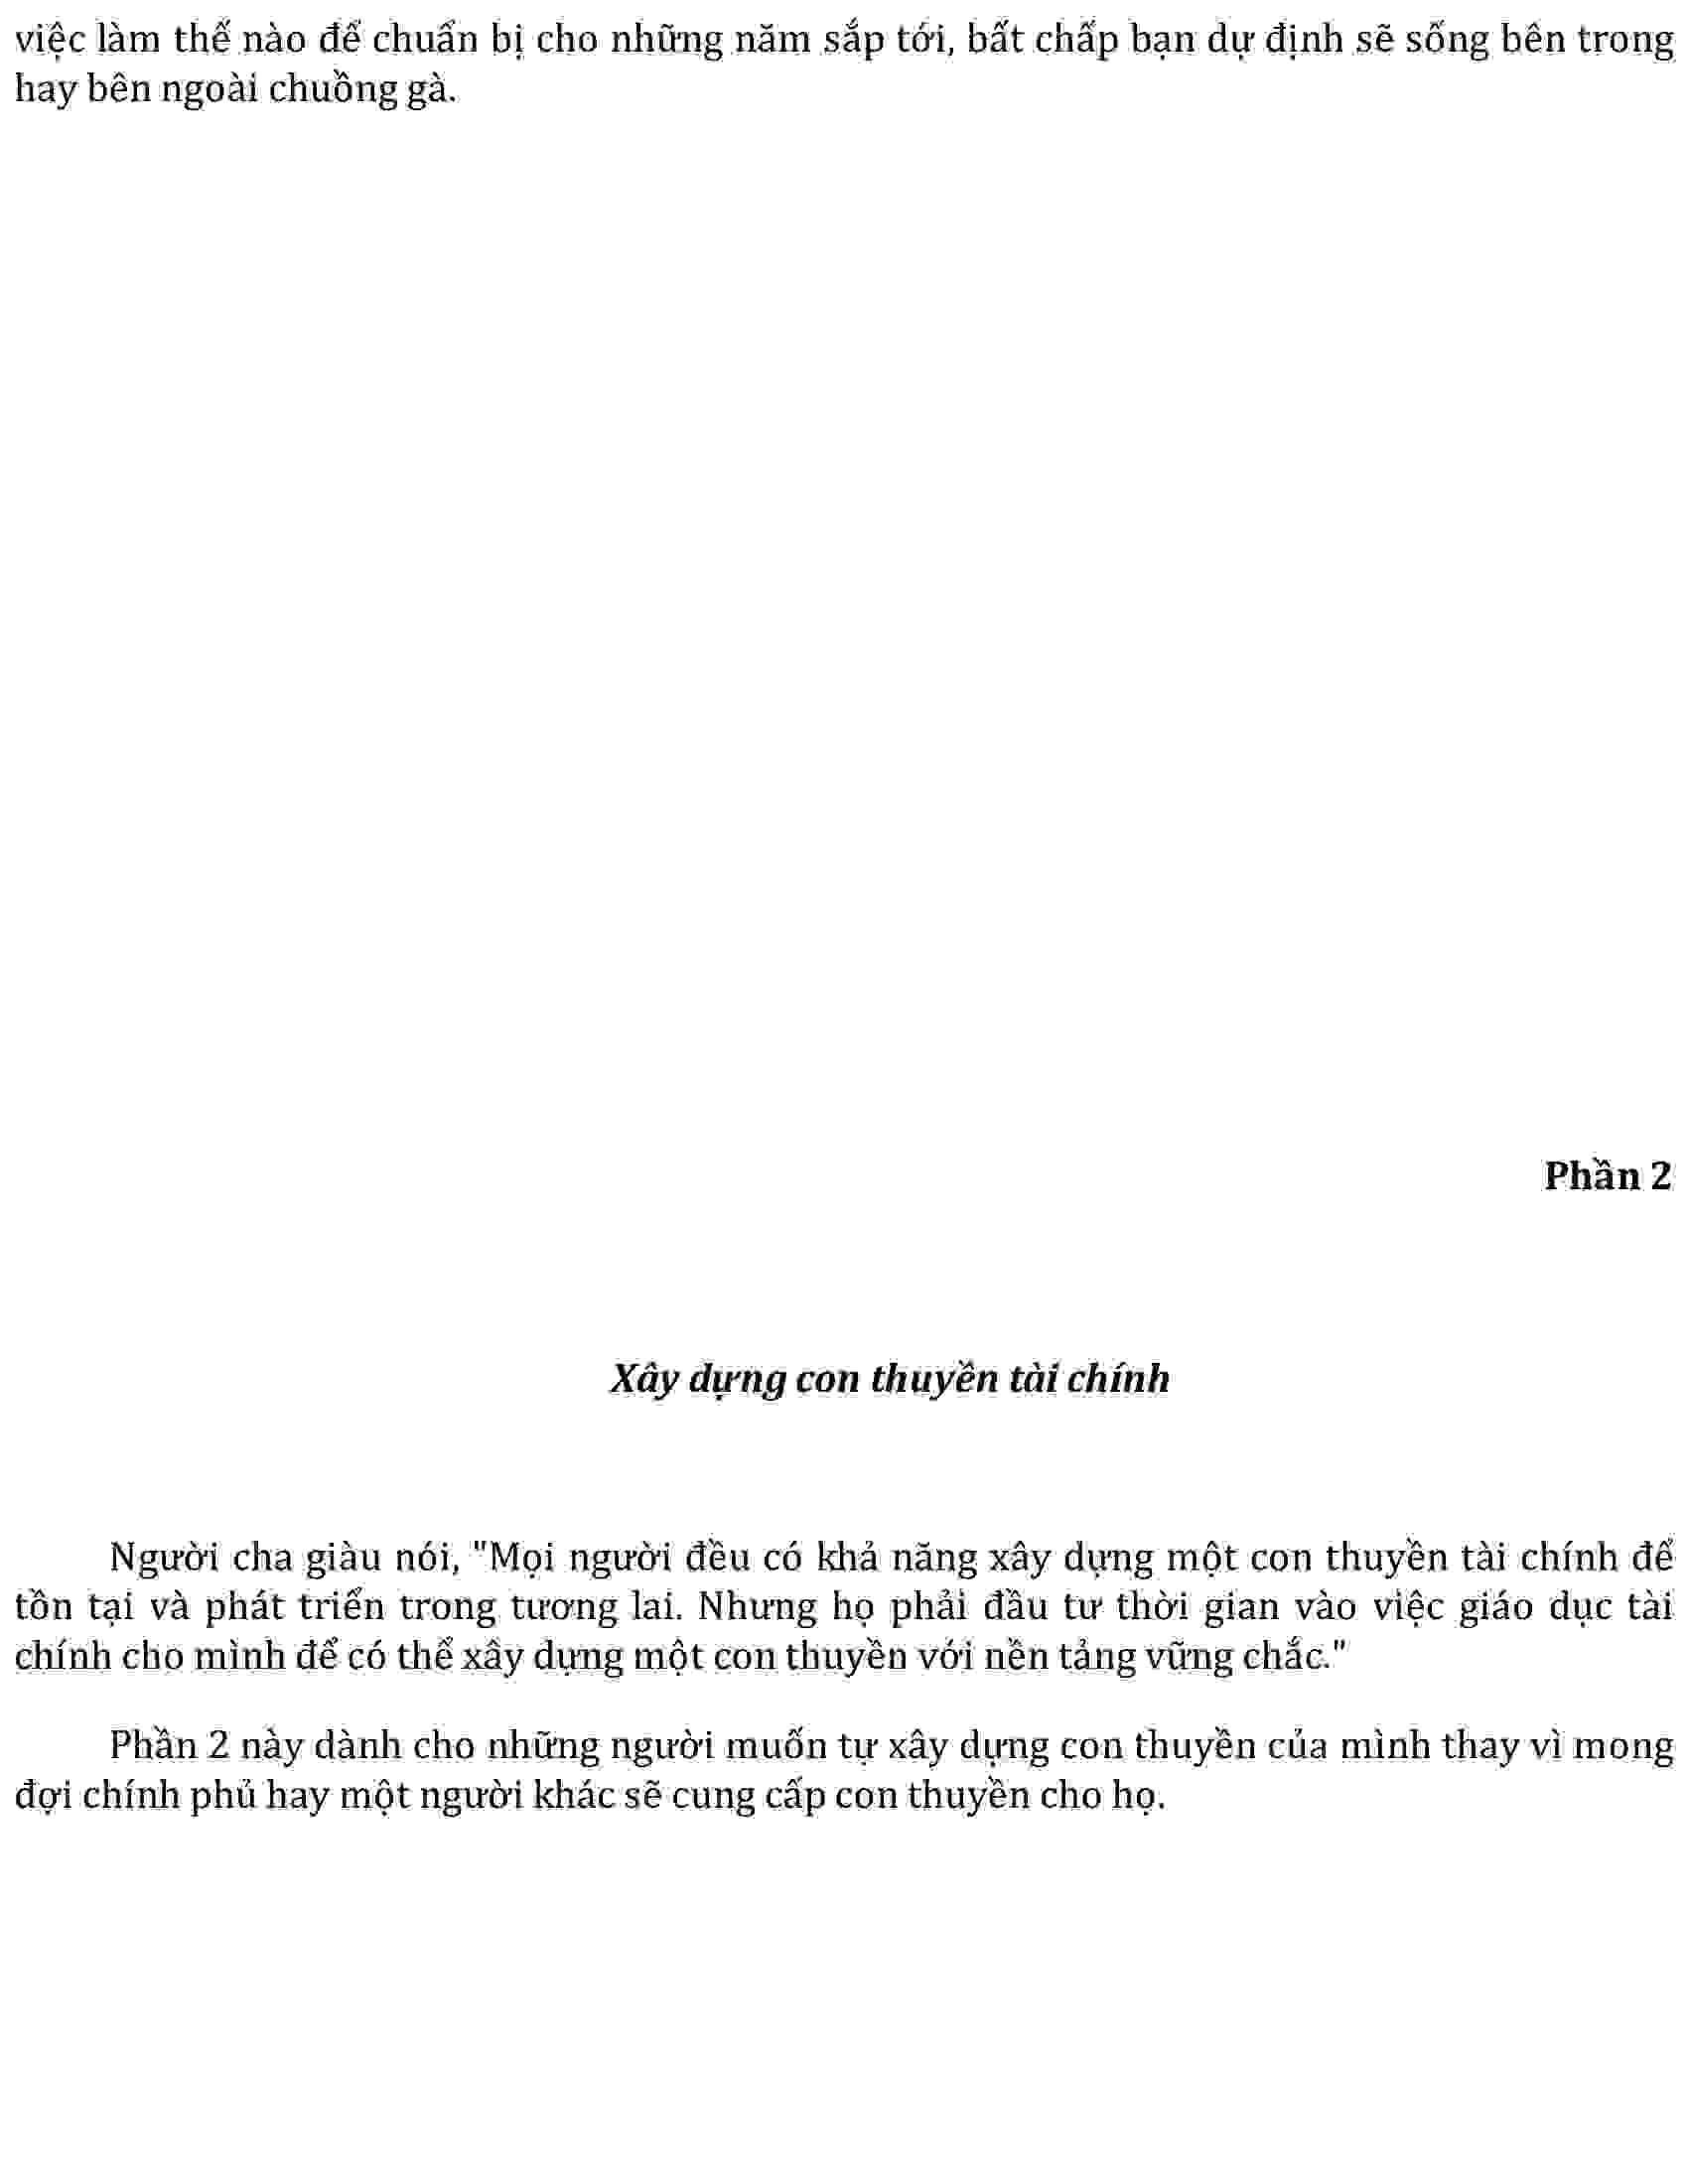 việc làm thế nào để chuẩn bị cho những năm sắp tới, bất chấp bạn dự định sẽ sống bên trong
hay bên ngoài chuồng gà.
Phần 2
Xây dựng con thuyền tài chính
Người cha giàu nói, "Mọi người đều có khả năng xây dựng một con thuyền tài chính để
tồn tại và phát triển trong tương lai. Nhưng họ phải đầu tư thời gian vào việc giáo dục tài
chính cho mình để có thể xây dựng một con thuyền với nền tảng vững chắc."
Phần 2 này dành cho những người muốn tự xây dựng con thuyền của mình thay vì mong
đợi chính phủ hay một người khác sẽ cung cấp con thuyền cho họ.